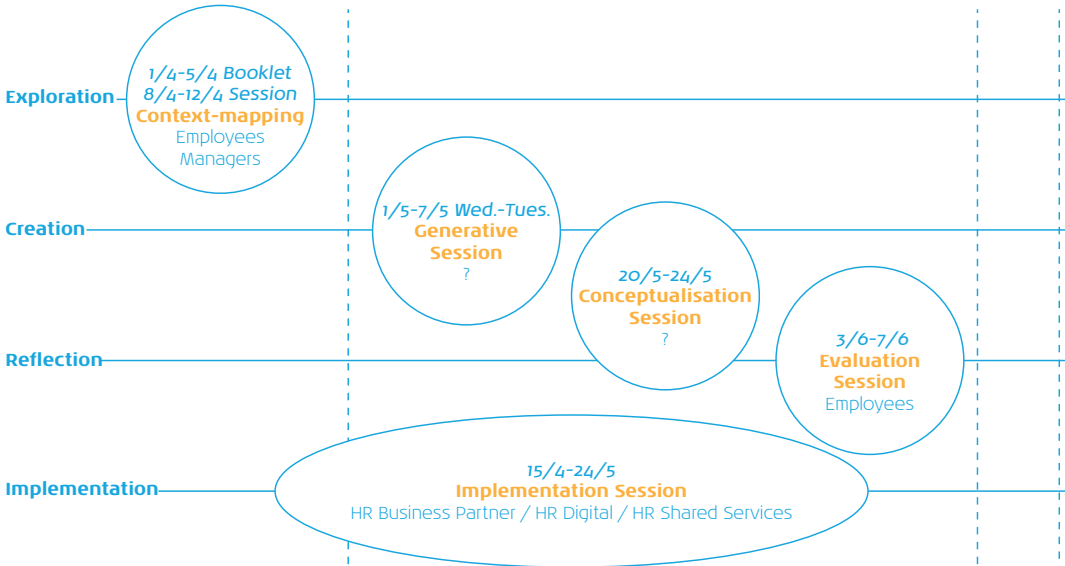 1/4-5/4 Booklet
8/4-12/4 Session
Context-mapping
Employees
Managers
Exploration
1/5-7/5 Wed.-Tues.
Generative
Session
?
Creation
20/5-24/5
Conceptualisation
Session
?
3/6-7/6
Evaluation
Session
Employees
Reflection
15/4-24/5
Implementation Session
HR Business Partner / HR Digital / HR Shared Services
Implementation